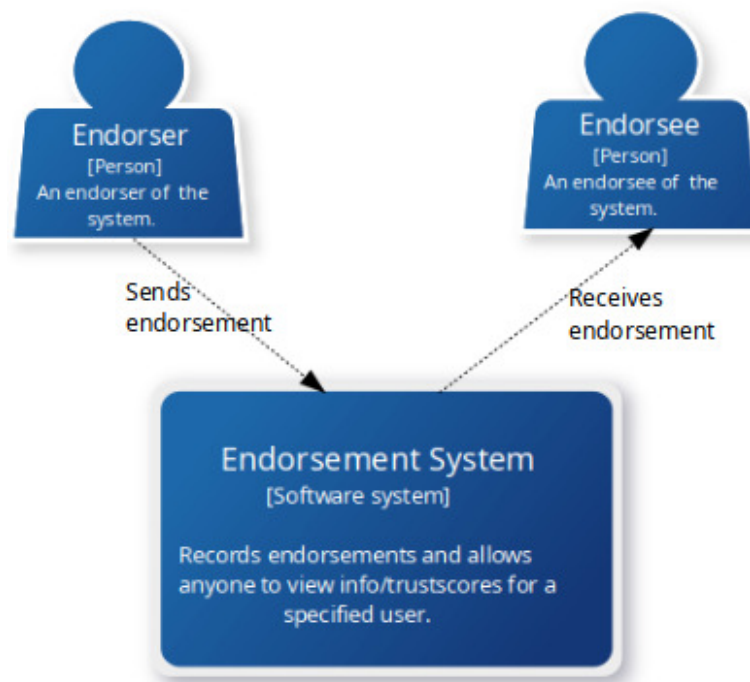 Endorser
[Person]
An endorser of the
system.
Endorsee
[Person]
An endorsee of the
system.
Sends
endorsement
Receives
endorsement
Endorsement System
[Software system]
Records endorsements and allows
anyone to view info/trustscores for a
specified user.